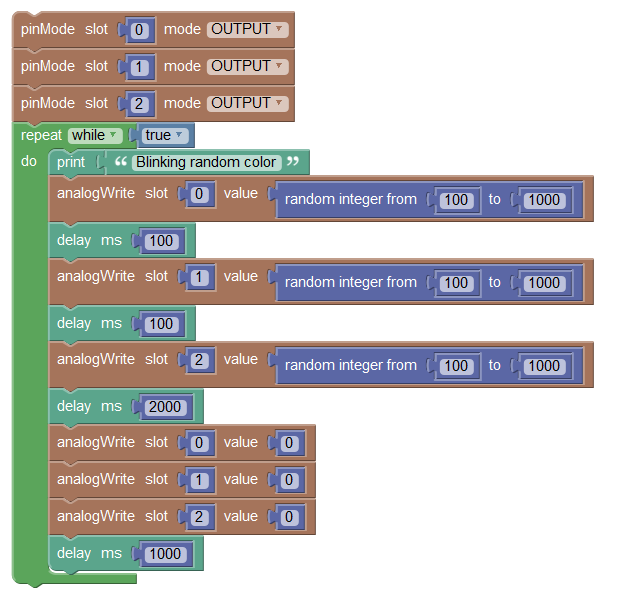 pinMode slot 0 mode OUTPUT
pinMode slot 1 mode OUTPUT
pinMode slot 2 mode OUTPUT
repeat while true
do print “ Blinking random color ”
analogWrite slot 0 value random integer from 100 to 1000
delay ms 100
analogWrite slot 1 value random integer from 100 to 1000
delay ms 100
analogWrite slot 2 value random integer from 100 to 1000
delay ms 2000
analogWrite slot 0 value 0
analogWrite slot 1 value 0
analogWrite slot 2 value 0
delay ms 1000